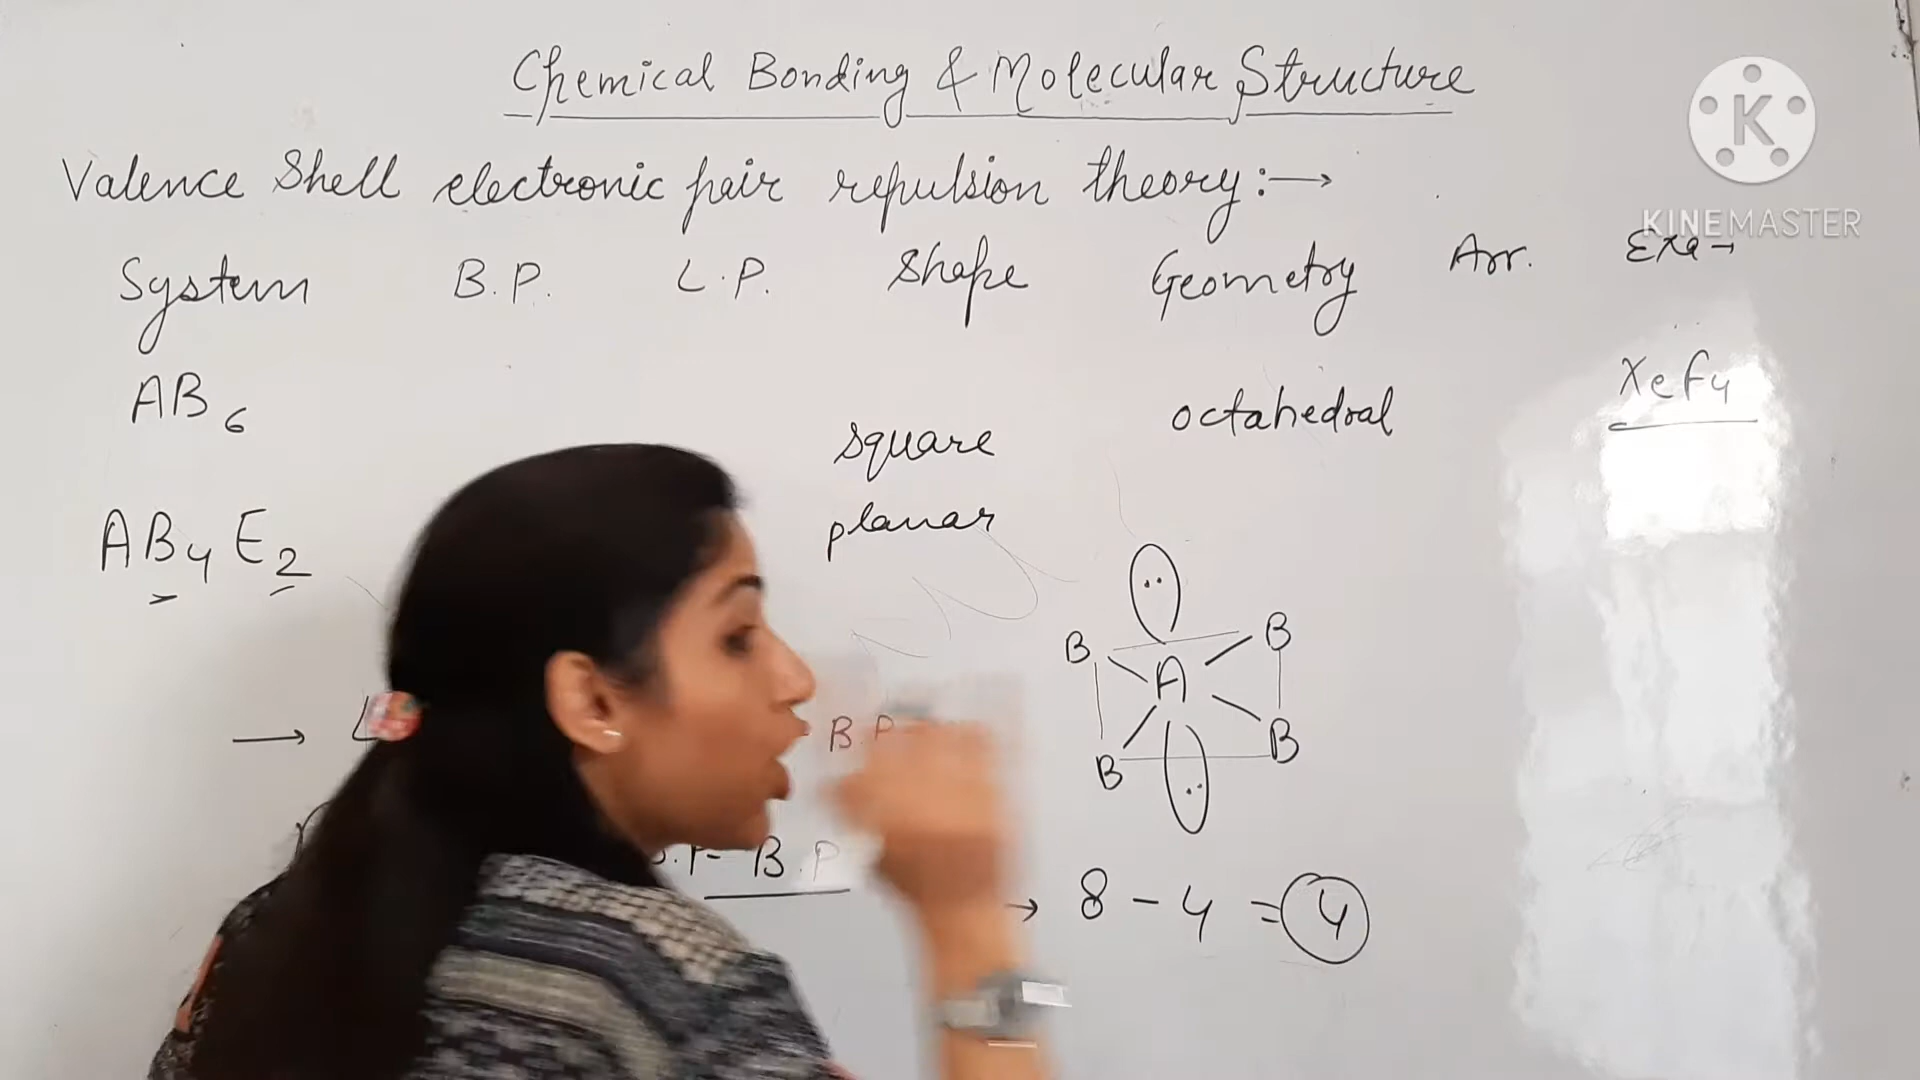 Chemical Bonding & Molecular Structure
K
KINEMASTER
Valence Shell electronic pair repulsion theory:→
System B.P. L.P. Shape Geometry Arr. Exa→
AB6 octahedral XeF4
square
planar
AB4E2
B B
A
B B
→ L B.P
B.P
→ 8 - 4 = 4